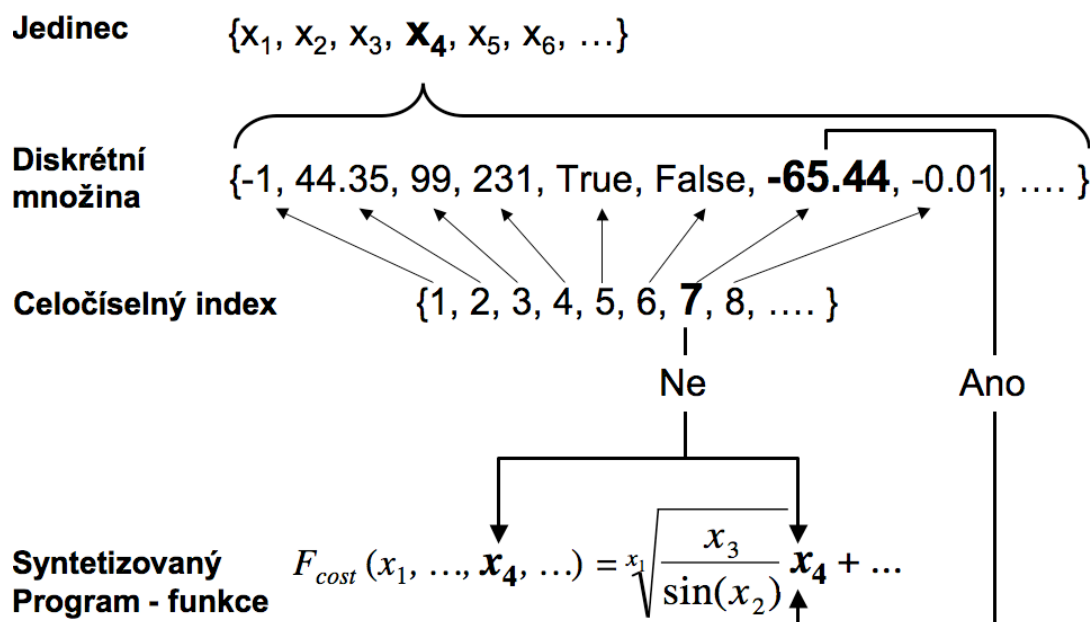 Jedinec {x₁, x₂, x₃, x₄, x₅, x₆, …}
Diskrétní
množina
{-1, 44.35, 99, 231, True, False, -65.44, -0.01, …. }
Celočíselný index {1, 2, 3, 4, 5, 6, 7, 8, …. }
Ne Ano
Syntetizovaný
Program - funkce
F_cost (x₁, …, x₄, …) = ˣ¹√(x₃ / sin(x₂)) x₄ + ...